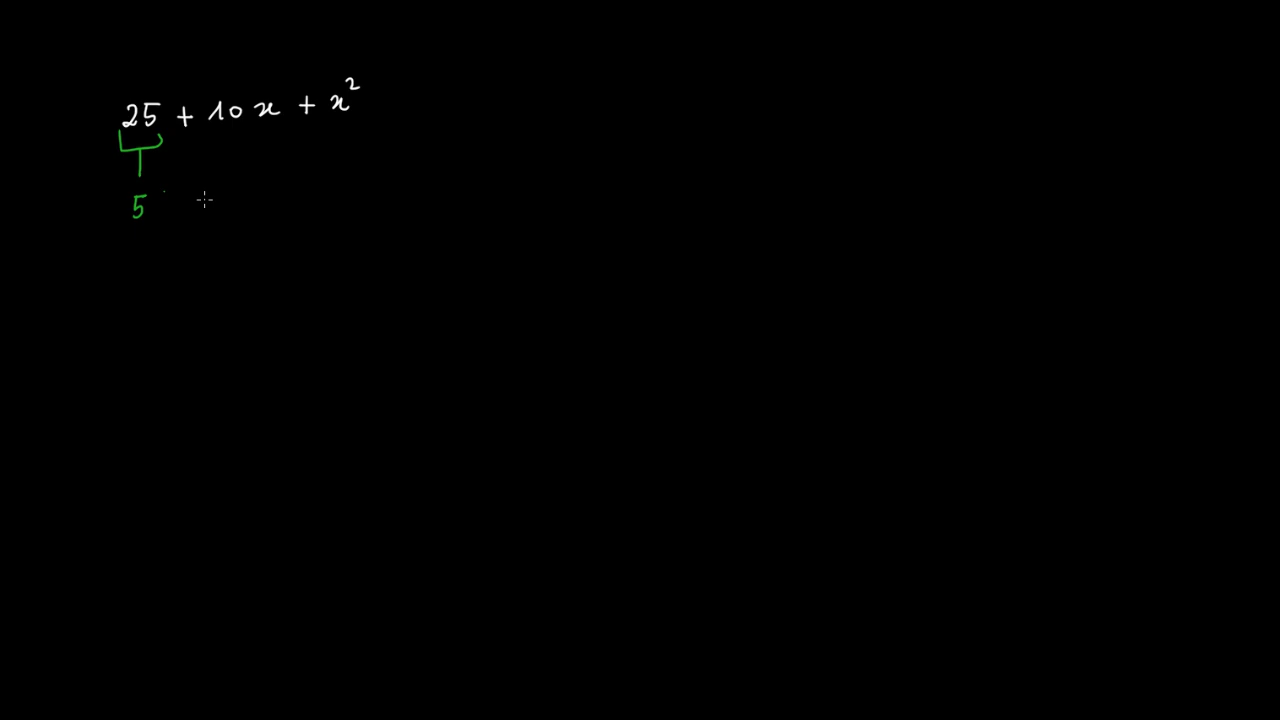 25 + 10x + x²
5